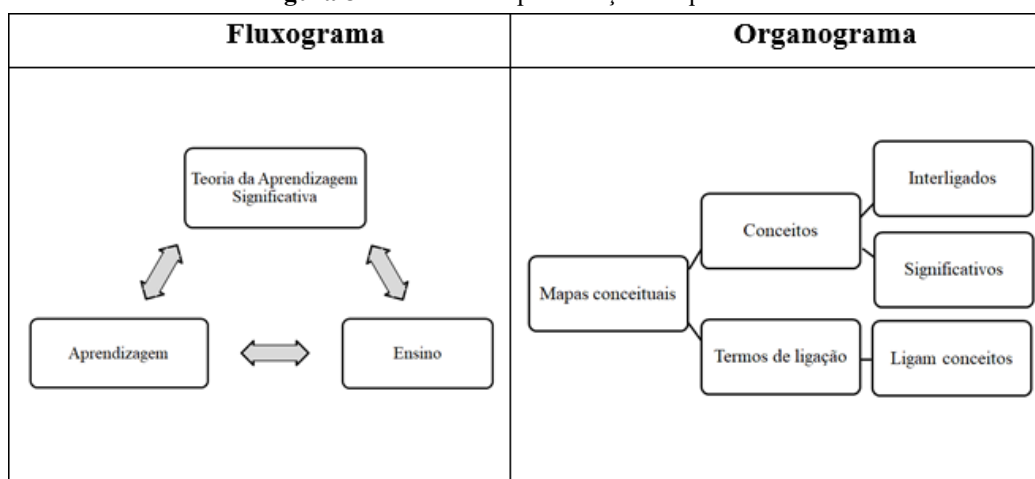 Fluxograma
Organograma
Teoria da Aprendizagem
Significativa
Aprendizagem
Ensino
Mapas conceituais
Conceitos
Termos de ligação
Interligados
Significativos
Ligam conceitos